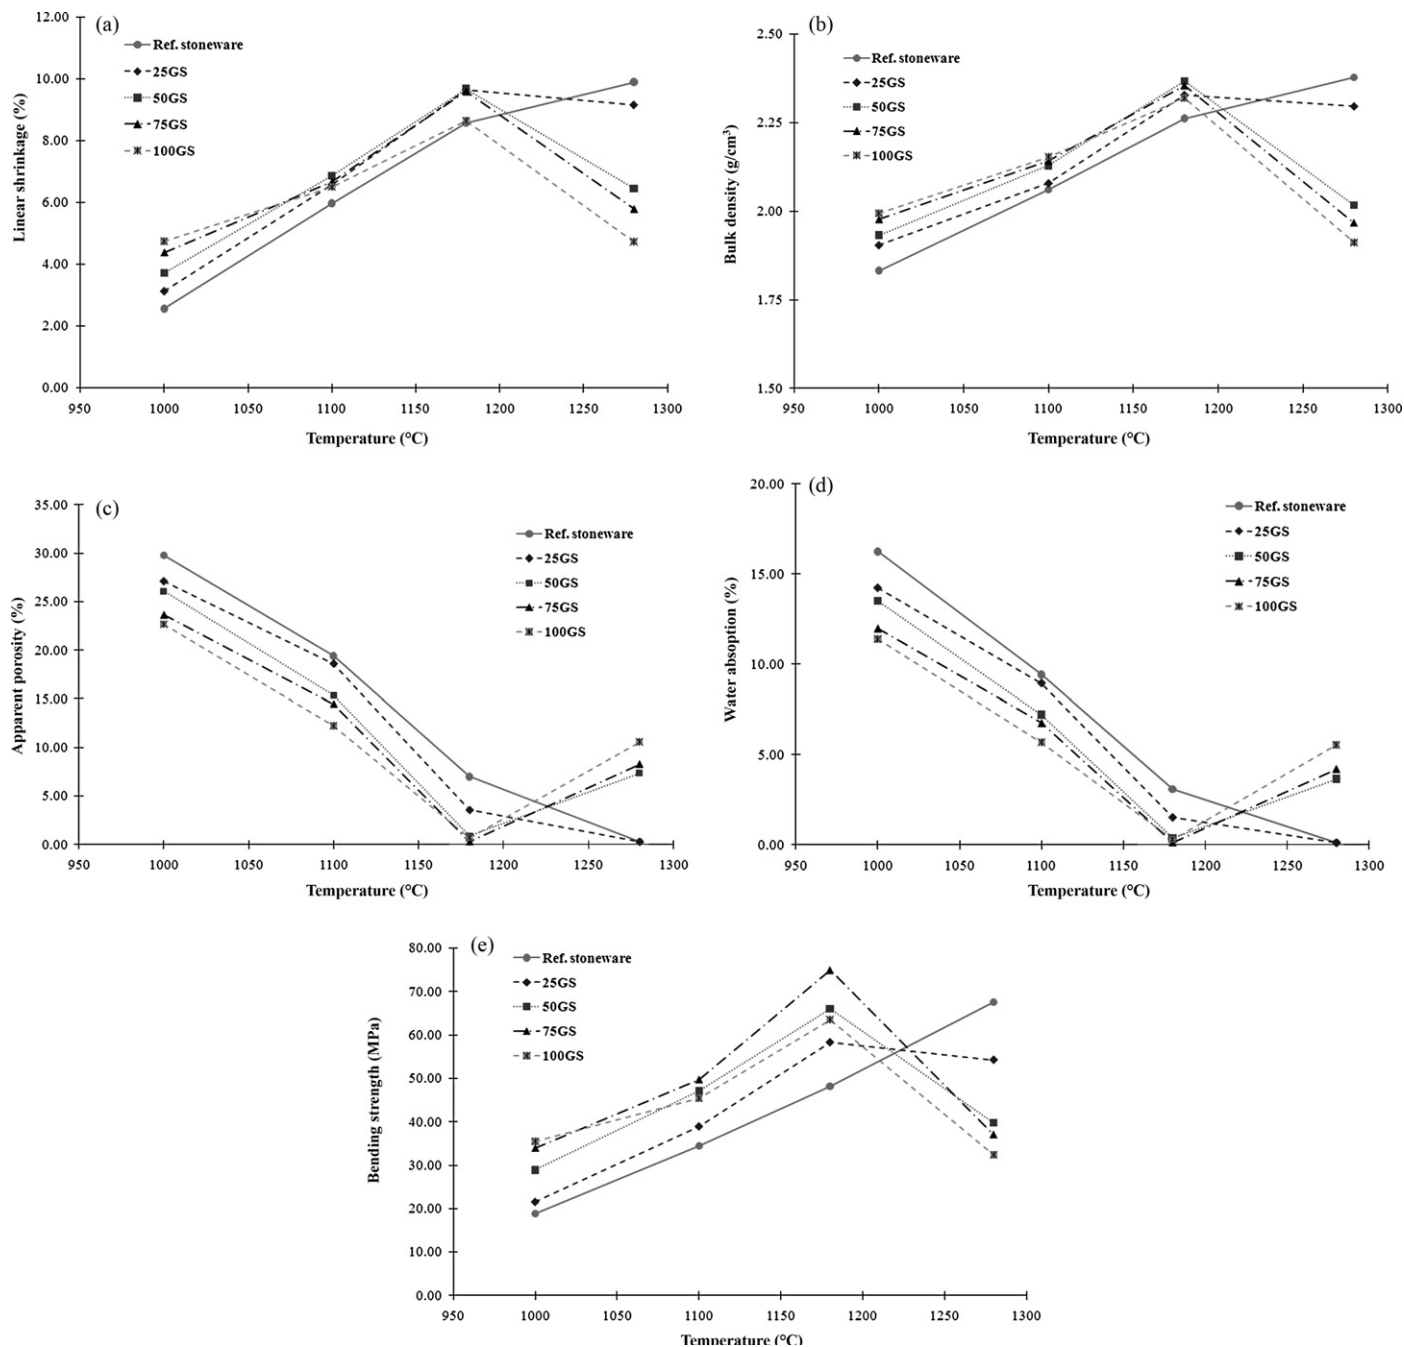 (a)
12.00
10.00
8.00
6.00
4.00
2.00
0.00
Linear shrinkage (%)
Ref. stoneware
25GS
50GS
75GS
100GS
950 1000 1050 1100 1150 1200 1250 1300
Temperature (°C)
(b)
2.50
2.25
2.00
1.75
1.50
Bulk density (g/cm³)
Ref. stoneware
25GS
50GS
75GS
100GS
950 1000 1050 1100 1150 1200 1250 1300
Temperature (°C)
(c)
35.00
30.00
25.00
20.00
15.00
10.00
5.00
0.00
Apparent porosity (%)
Ref. stoneware
25GS
50GS
75GS
100GS
950 1000 1050 1100 1150 1200 1250 1300
Temperature (°C)
(d)
20.00
15.00
10.00
5.00
0.00
Water absoption (%)
Ref. stoneware
25GS
50GS
75GS
100GS
950 1000 1050 1100 1150 1200 1250 1300
Temperature (°C)
(e)
80.00
70.00
60.00
50.00
40.00
30.00
20.00
10.00
0.00
Bending strength (MPa)
Ref. stoneware
25GS
50GS
75GS
100GS
950 1000 1050 1100 1150 1200 1250 1300
Temperature (°C)